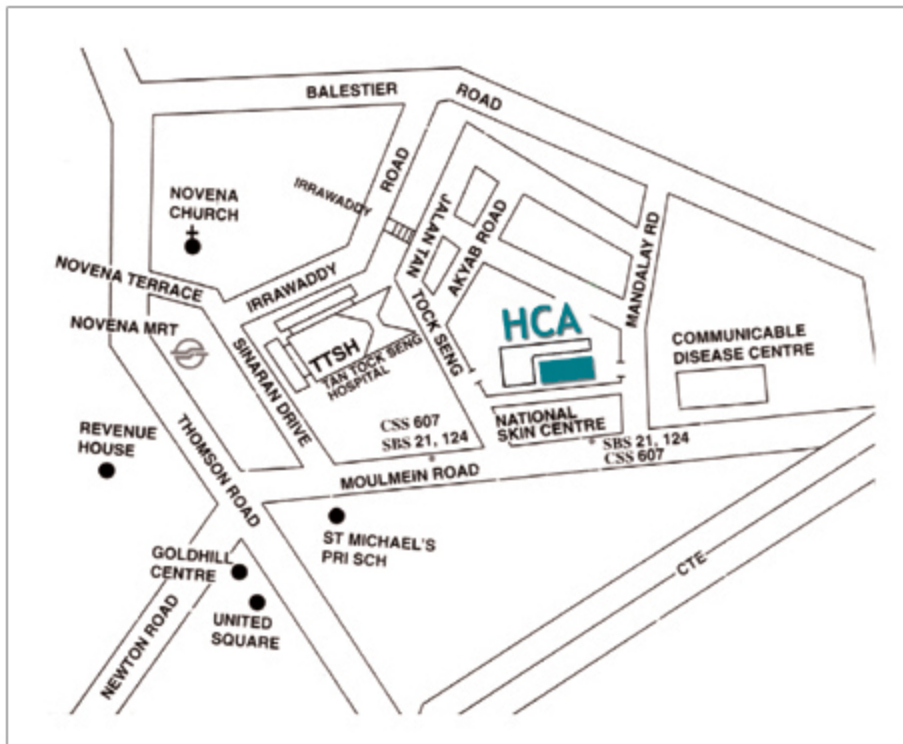 BALESTIER
ROAD
NOVENA
CHURCH
IRRAWADDY
ROAD
JALAN TAN
TOCK SENG
AKYAB ROAD
MANDALAY RD
NOVENA TERRACE
IRRAWADDY
NOVENA MRT
SINARAN DRIVE
TTSH
TAN TOCK SENG
HOSPITAL
HCA
COMMUNICABLE
DISEASE CENTRE
NATIONAL
SKIN CENTRE
CSS 607
SBS 21, 124
SBS 21, 124
CSS 607
REVENUE
HOUSE
THOMSON ROAD
MOULMEIN ROAD
ST MICHAEL'S
PRI SCH
GOLDHILL
CENTRE
UNITED
SQUARE
NEWTON ROAD
CTE